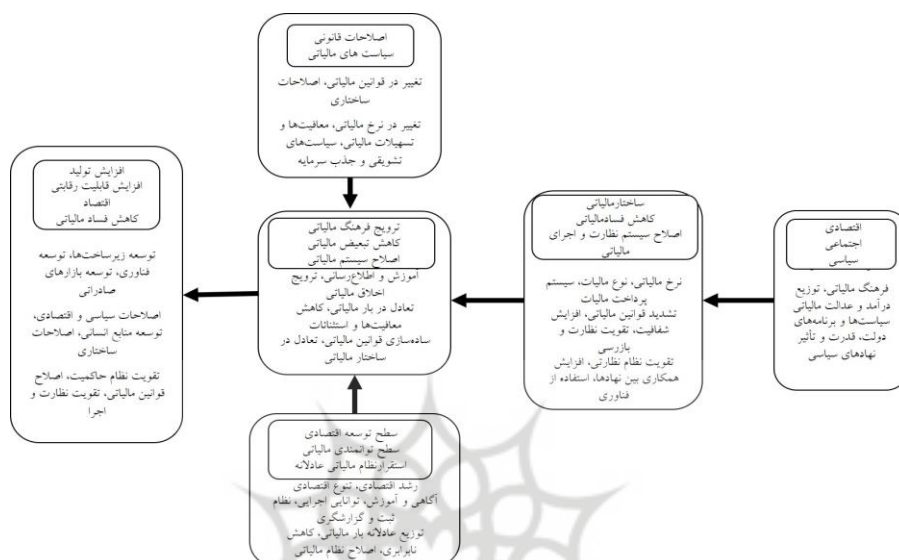 اصلاحات قانونی
سیاست های مالیاتی
تغییر در قوانین مالیاتی، اصلاحات
ساختاری
تغییر در نرخ مالیاتی، معافیت‌ها و
تسهیلات مالیاتی، سیاست‌های
تشویقی و جذب سرمایه
اقتصادی
اجتماعی
سیاسی
فرهنگ مالیاتی، توزیع
درآمد و عدالت مالیاتی
سیاست‌ها و برنامه‌های
دولت، قدرت و تأثیر
نهادهای سیاسی
ساختارمالیاتی
کاهش فسادمالیاتی
اصلاح سیستم نظارت و اجرای
مالیاتی
نرخ مالیاتی، نوع مالیات، سیستم
پرداخت مالیات
تشدید قوانین مالیاتی، افزایش
شفافیت، تقویت نظارت و
بازرسی
تقویت نظام نظارتی، افزایش
همکاری بین نهادها، استفاده از
فناوری
ترویج فرهنگ مالیاتی
کاهش تبعیض مالیاتی
اصلاح سیستم مالیاتی
آموزش و اطلاع‌رسانی، ترویج
اخلاق مالیاتی
تعادل در بار مالیاتی، کاهش
معافیت‌ها و استثنائات
ساده‌سازی قوانین مالیاتی، تعادل در
ساختار مالیاتی
افزایش تولید
افزایش قابلیت رقابتی
اقتصاد
کاهش فساد مالیاتی
توسعه زیرساخت‌ها، توسعه
فناوری، توسعه بازارهای
صادراتی
اصلاحات سیاسی و اقتصادی،
توسعه منابع انسانی، اصلاحات
ساختاری
تقویت نظام حاکمیت، اصلاح
قوانین مالیاتی، تقویت نظارت و
اجرا
سطح توسعه اقتصادی
سطح توانمندی مالیاتی
استقرارنظام مالیاتی عادلانه
رشد اقتصادی، تنوع اقتصادی
آگاهی و آموزش، توانایی اجرایی، نظام
ثبت و گزارشگری
توزیع عادلانه بار مالیاتی، کاهش
نابرابری، اصلاح نظام مالیاتی